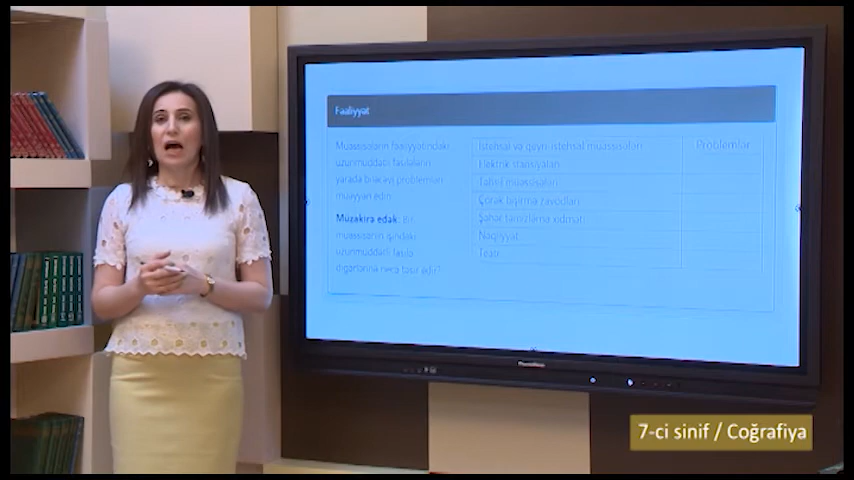 Fəaliyyət
Müəssisələrin fəaliyyətindəki
uzunmüddətli fasilələrin
yarada biləcəyi problemləri
müəyyən edin.
Müzakirə edək: Bir
müəssisənin işindəki
uzunmüddətli fasilə
digərlərinə necə təsir edir?
İstehsal və qeyri-istehsal müəssisələri
Problemlər
Elektrik stansiyaları
Təhsil müəssisələri
Çörək bişirmə zavodları
Şəhər təmizləmə xidməti
Nəqliyyat
Teatr
7-ci sinif / Coğrafiya